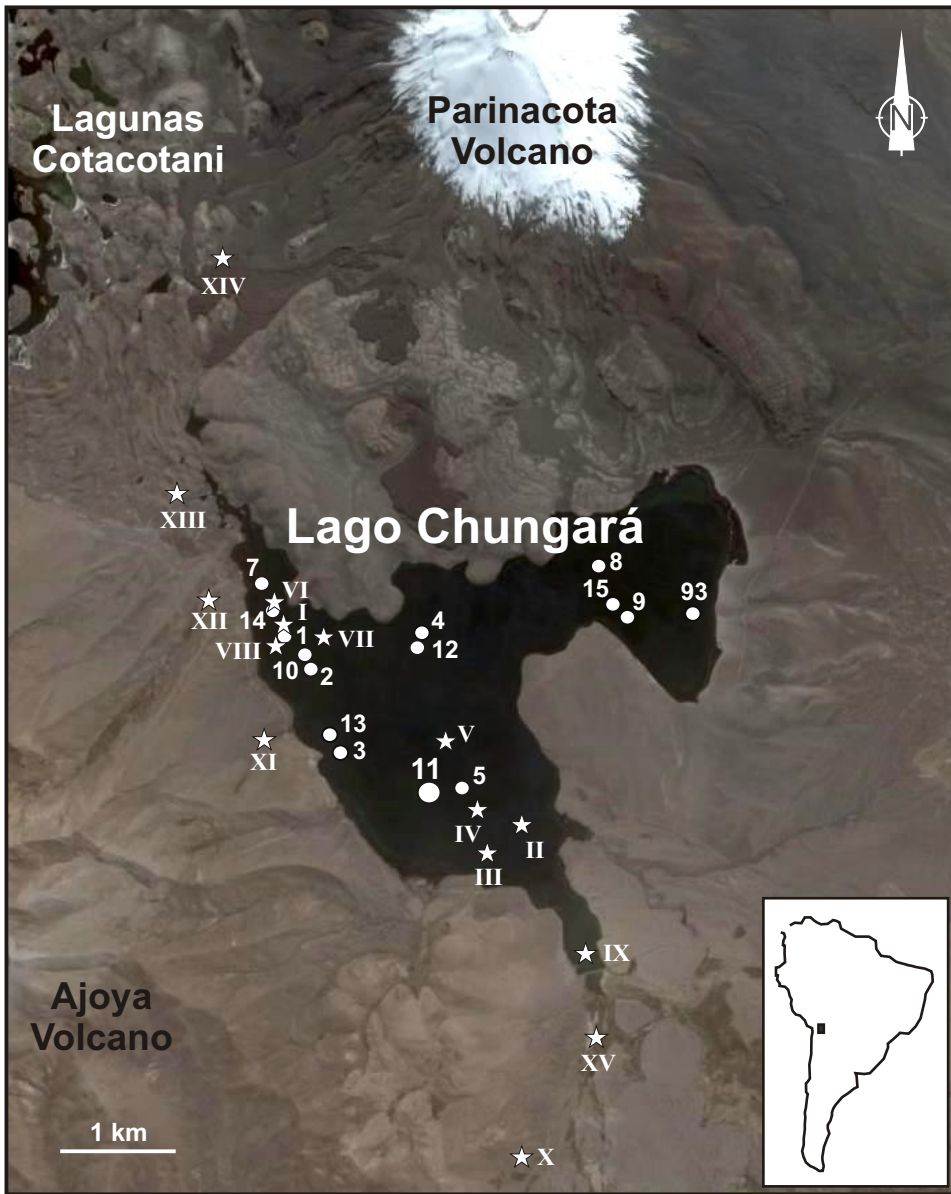 Lagunas
Cotacotani
Parinacota
Volcano
N
XIV
Lago Chungará
XIII
7
8
VI
15
93
XII
14
I
9
4
1
VII
VIII
12
10
2
13
V
XI
3
11
5
IV
II
III
IX
Ajoya
Volcano
XV
1 km
X